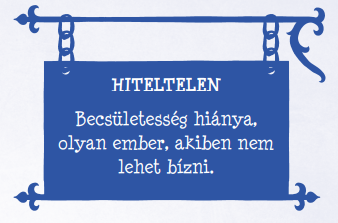 HITELTELEN
Becsületesség hiánya,
olyan ember, akiben nem
lehet bízni.